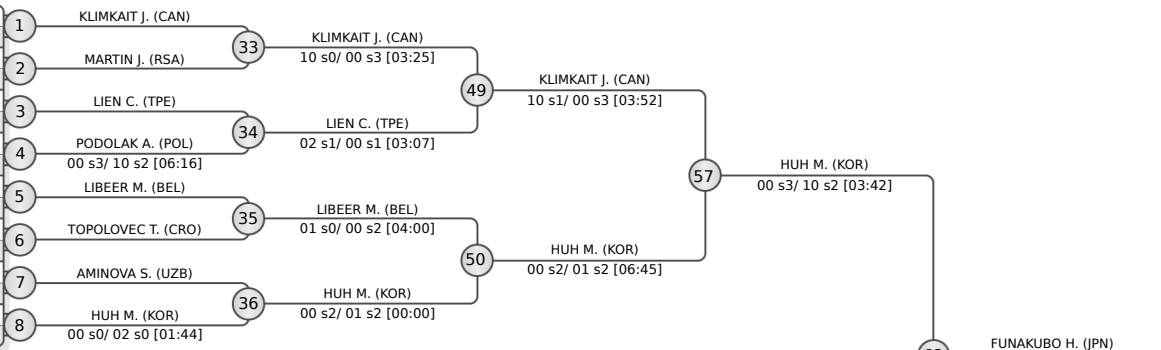 1
KLIMKAIT J. (CAN)
2
MARTIN J. (RSA)
33
KLIMKAIT J. (CAN)
10 s0/ 00 s3 [03:25]
3
LIEN C. (TPE)
4
PODOLAK A. (POL)
00 s3/ 10 s2 [06:16]
34
LIEN C. (TPE)
02 s1/ 00 s1 [03:07]
49
KLIMKAIT J. (CAN)
10 s1/ 00 s3 [03:52]
5
LIBEER M. (BEL)
6
TOPOLOVEC T. (CRO)
35
LIBEER M. (BEL)
01 s0/ 00 s2 [04:00]
7
AMINOVA S. (UZB)
8
HUH M. (KOR)
00 s0/ 02 s0 [01:44]
36
HUH M. (KOR)
00 s2/ 01 s2 [00:00]
50
HUH M. (KOR)
00 s2/ 01 s2 [06:45]
57
HUH M. (KOR)
00 s3/ 10 s2 [03:42]
FUNAKUBO H. (JPN)